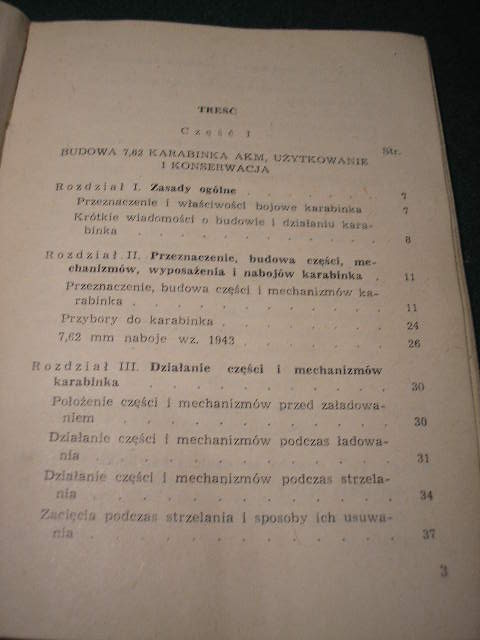 TREŚĆ
Część I
Str.
BUDOWA 7,62 KARABINKA AKM, UŻYTKOWANIE
I KONSERWACJA
Rozdział I. Zasady ogólne . . . . . . . 7
Przeznaczenie i właściwości bojowe karabinka 7
Krótkie wiadomości o budowie i działaniu kara-
binka . . . . . . . . . . 8
Rozdział II. Przeznaczenie, budowa części, me-
chanizmów, wyposażenia i nabojów karabinka . 11
Przeznaczenie, budowa części i mechanizmów ka-
rabinka . . . . . . . . . . 11
Przybory do karabinka . . . . . . . 24
7,62 mm naboje wz. 1943 . . . . . . 26
Rozdział III. Działanie części i mechanizmów
karabinka . . . . . . . . . . 30
Położenie części i mechanizmów przed załadowa-
niem . . . . . . . . . . 30
Działanie części i mechanizmów podczas ładowa-
nia . . . . . . . . . . . 31
Działanie części i mechanizmów podczas strzela-
nia . . . . . . . . . . . 34
Zacięcia podczas strzelania i sposoby ich usuwa-
nia . . . . . . . . . . . 37
3